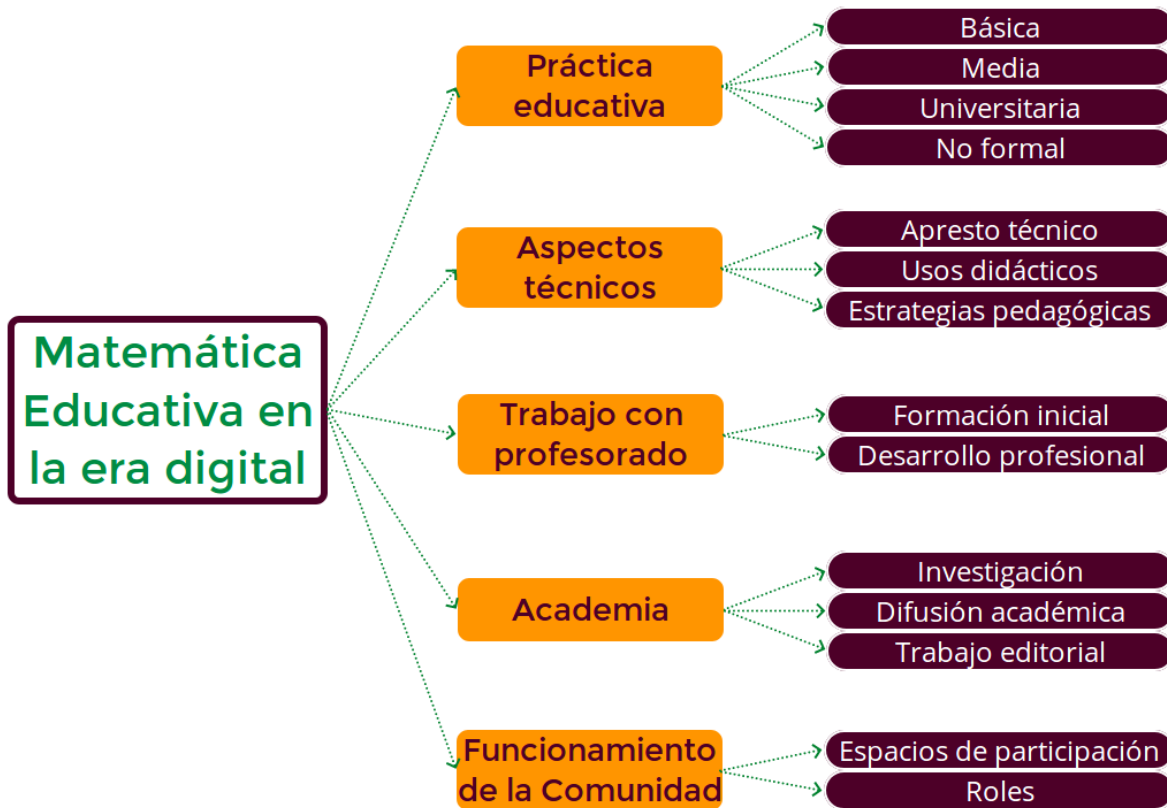 Matemática
Educativa en
la era digital
Práctica
educativa
Básica
Media
Universitaria
No formal
Aspectos
técnicos
Apresto técnico
Usos didácticos
Estrategias pedagógicas
Trabajo con
profesorado
Formación inicial
Desarrollo profesional
Academia
Investigación
Difusión académica
Trabajo editorial
Funcionamiento
de la Comunidad
Espacios de participación
Roles